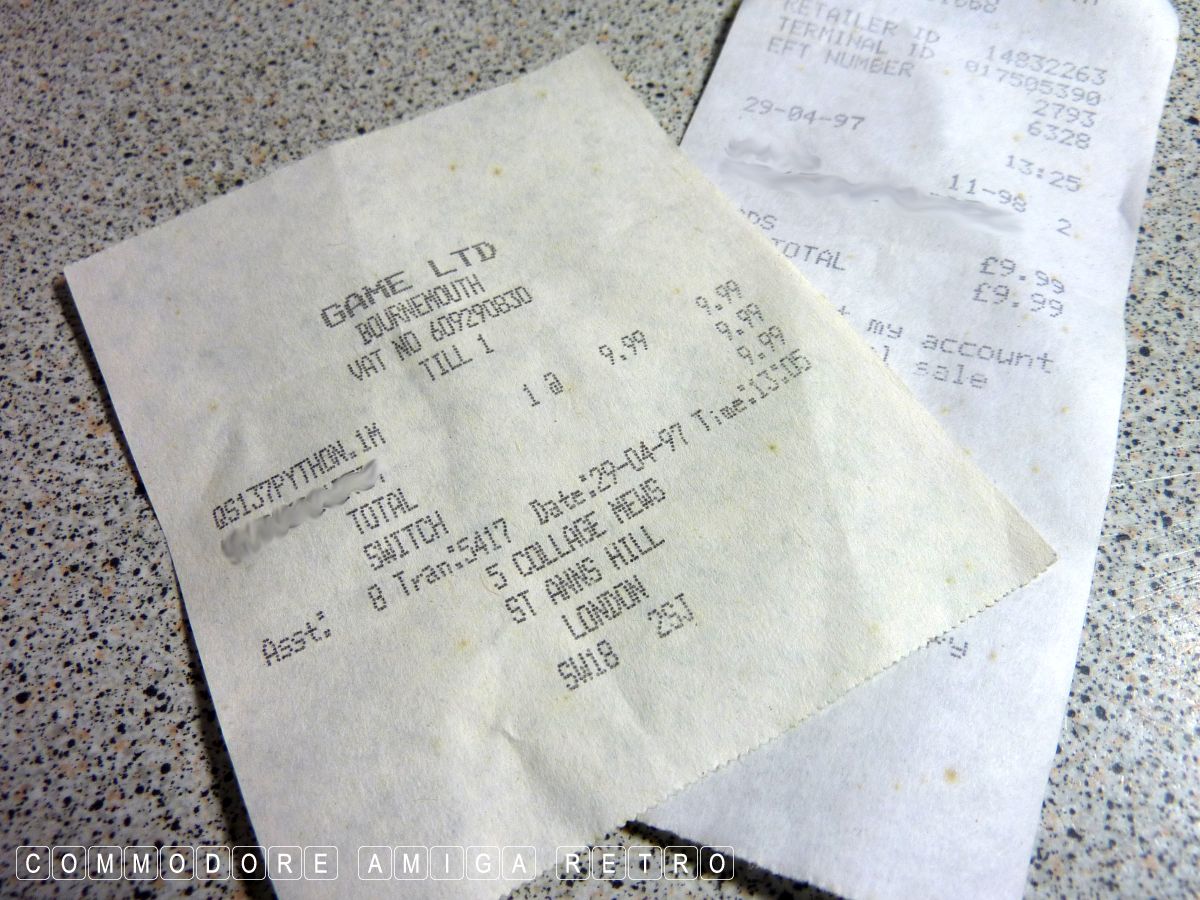 GAME LTD
BOURNEMOUTH
VAT NO 609290830
TILL 1
1 @ 9.99 9.99
QS137PYTHON.1M 9.99
TOTAL 9.99
SWITCH
Asst: 8 Tran:5417 Date:29-04-97 Time:13:05
5 COLLAGE MEWS
ST ANNS HILL
LONDON
SW18 2SJ
RETAILER ID 14832263
TERMINAL ID 017505390
EFT NUMBER 2793
6328
29-04-97
13:25
11-98 2
TOTAL £9.99
£9.99
my account
sale
COMMODORE AMIGA RETRO